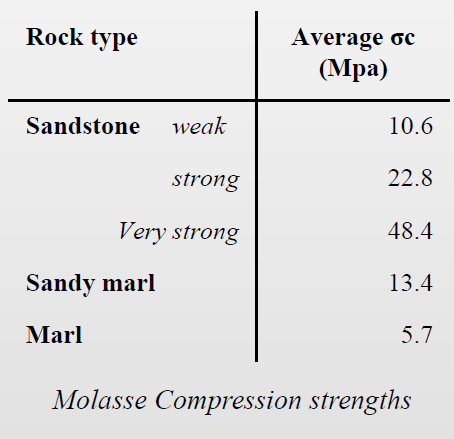 Rock type Average σc
(Mpa)
Sandstone weak 10.6
strong 22.8
Very strong 48.4
Sandy marl 13.4
Marl 5.7
Molasse Compression strengths